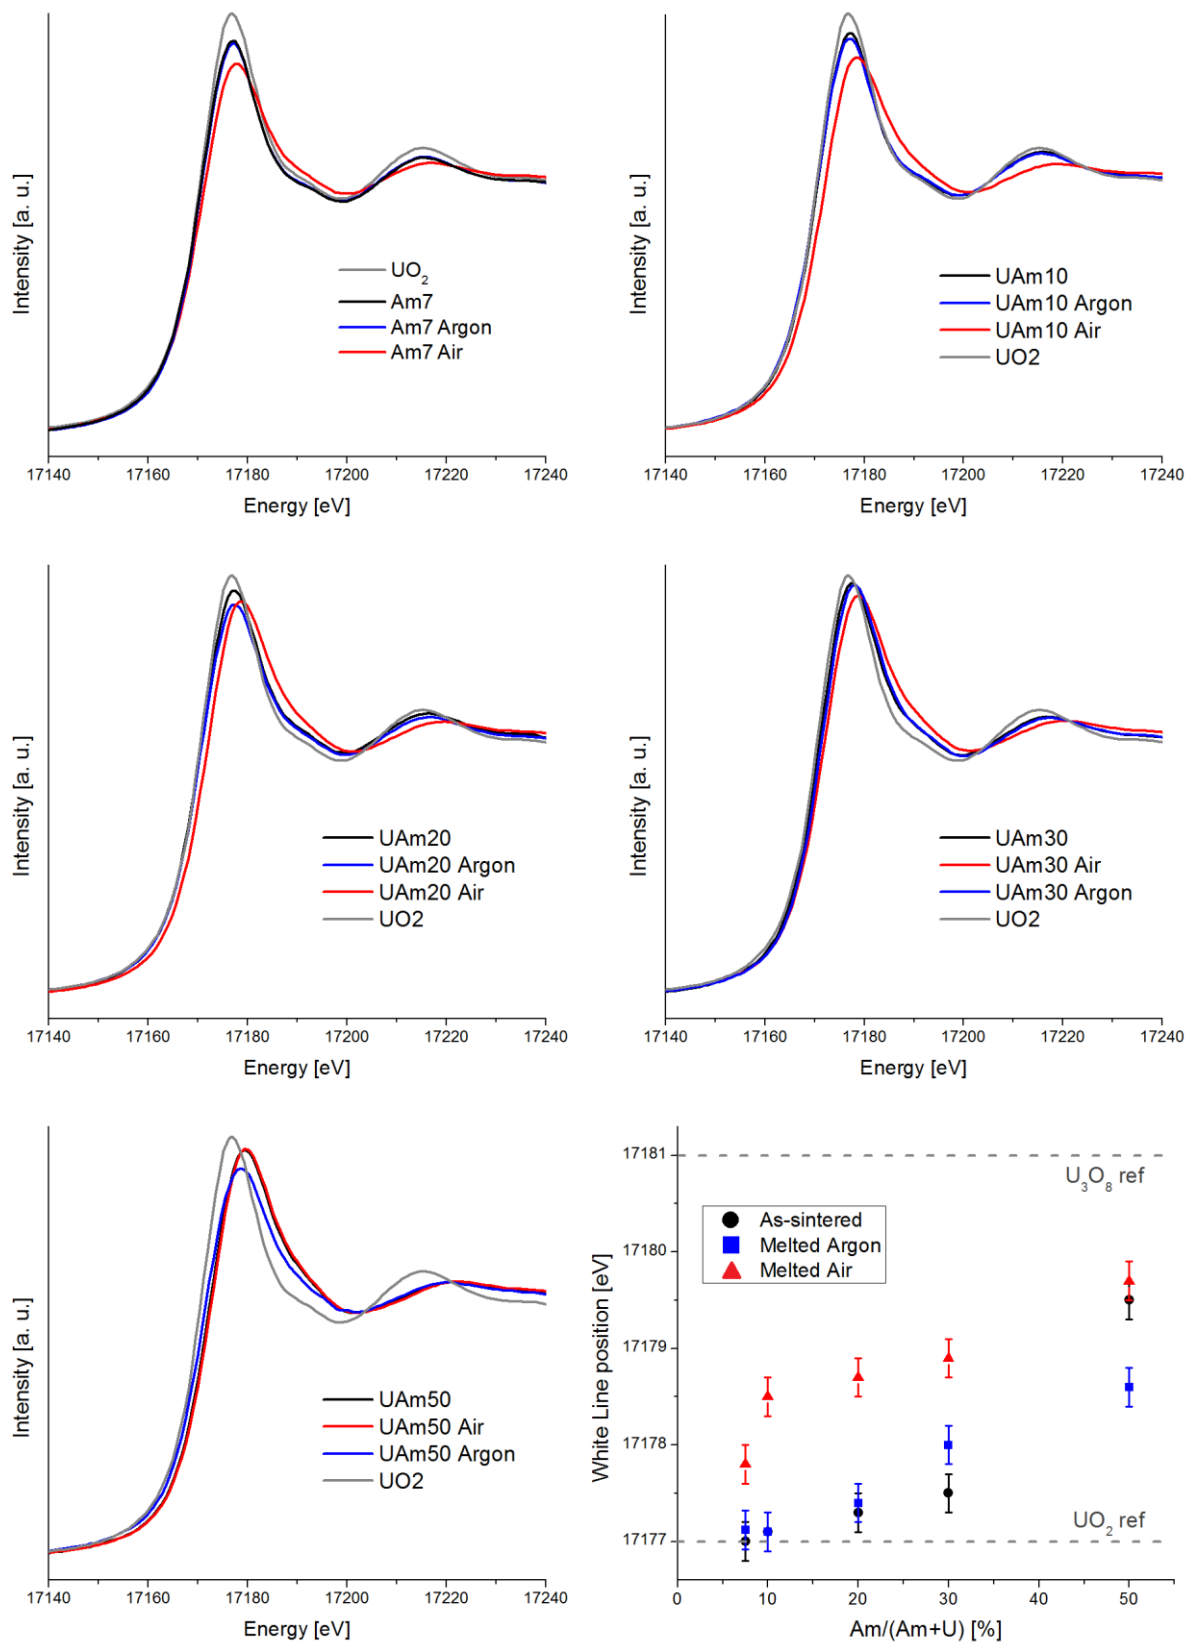 Intensity [a. u.]
UO2
Am7
Am7 Argon
Am7 Air
17140 17160 17180 17200 17220 17240
Energy [eV]
Intensity [a. u.]
UAm10
UAm10 Argon
UAm10 Air
UO2
17140 17160 17180 17200 17220 17240
Energy [eV]
Intensity [a. u.]
UAm20
UAm20 Argon
UAm20 Air
UO2
17140 17160 17180 17200 17220 17240
Energy [eV]
Intensity [a. u.]
UAm30
UAm30 Air
UAm30 Argon
UO2
17140 17160 17180 17200 17220 17240
Energy [eV]
Intensity [a. u.]
UAm50
UAm50 Air
UAm50 Argon
UO2
17140 17160 17180 17200 17220 17240
Energy [eV]
White Line position [eV]
17181
U3O8 ref
As-sintered
Melted Argon
Melted Air
17180
17179
17178
UO2 ref
17177
0 10 20 30 40 50
Am/(Am+U) [%]